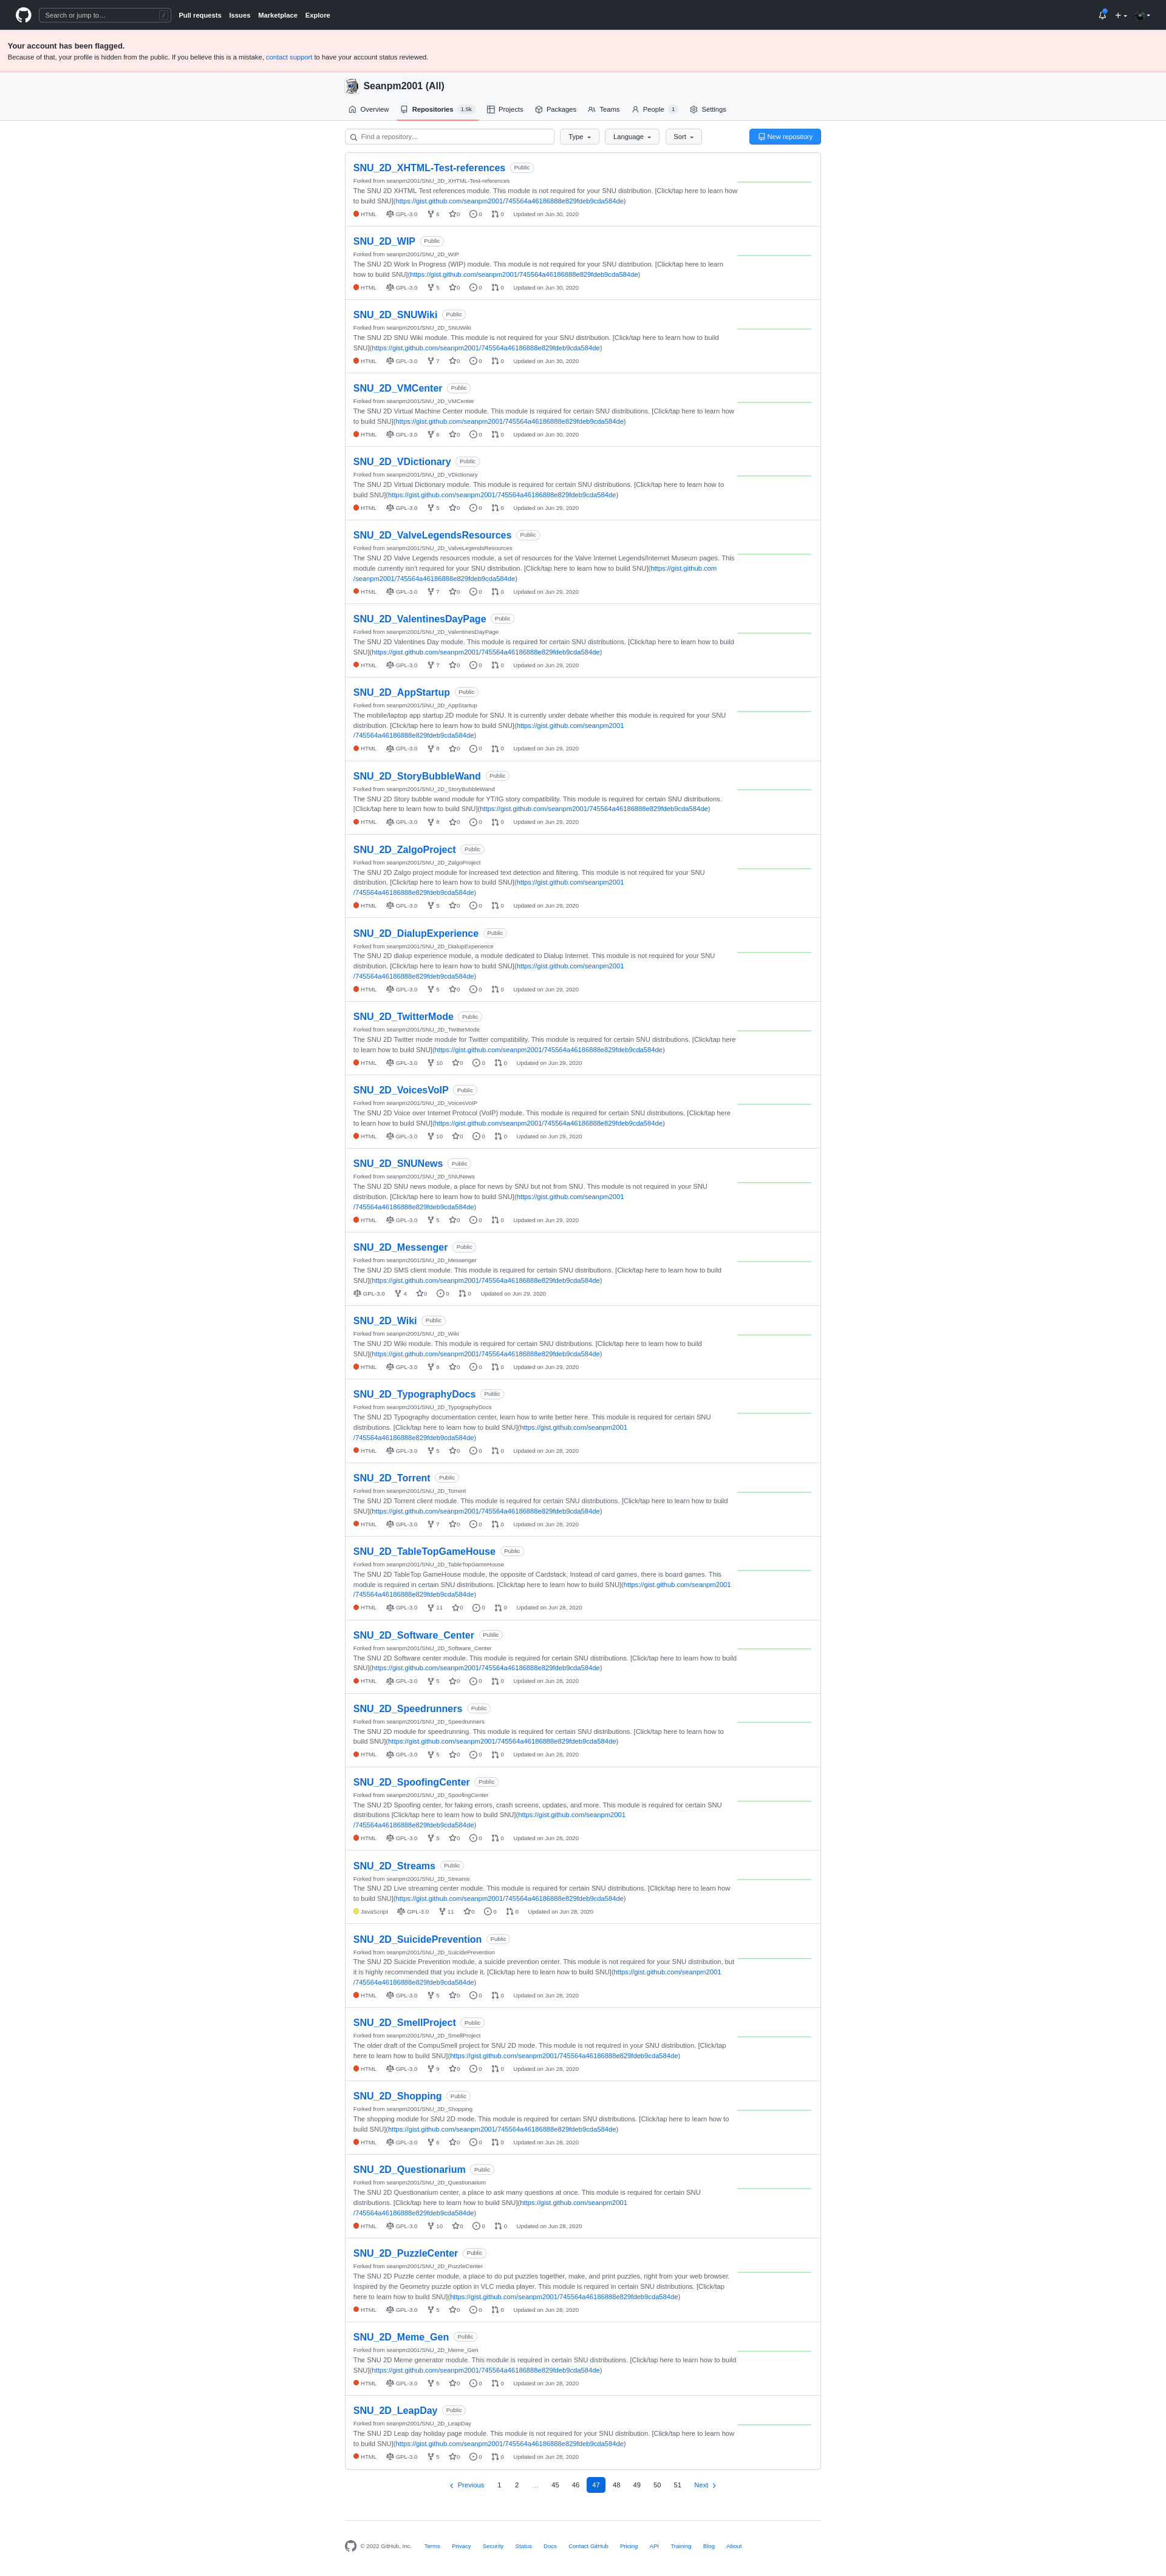 Search or jump to… /
Pull requests Issues Marketplace Explore
Your account has been flagged.
Because of that, your profile is hidden from the public. If you believe this is a mistake, contact support to have your account status reviewed.
Seanpm2001 (All)
Overview Repositories 1.5k Projects Packages Teams People 1 Settings
Find a repository… Type Language Sort New repository
SNU_2D_XHTML-Test-references Public
Forked from seanpm2001/SNU_2D_XHTML-Test-references
The SNU 2D XHTML Test references module. This module is not required for your SNU distribution. [Click/tap here to learn how
to build SNU](https://gist.github.com/seanpm2001/745564a46186888e829fdeb9cda584de)
HTML GPL-3.0 6 0 0 0 Updated on Jun 30, 2020
SNU_2D_WIP Public
Forked from seanpm2001/SNU_2D_WIP
The SNU 2D Work In Progress (WIP) module. This module is not required for your SNU distribution. [Click/tap here to learn
how to build SNU](https://gist.github.com/seanpm2001/745564a46186888e829fdeb9cda584de)
HTML GPL-3.0 5 0 0 0 Updated on Jun 30, 2020
SNU_2D_SNUWiki Public
Forked from seanpm2001/SNU_2D_SNUWiki
The SNU 2D SNU Wiki module. This module is not required for your SNU distribution. [Click/tap here to learn how to build
SNU](https://gist.github.com/seanpm2001/745564a46186888e829fdeb9cda584de)
HTML GPL-3.0 7 0 0 0 Updated on Jun 30, 2020
SNU_2D_VMCenter Public
Forked from seanpm2001/SNU_2D_VMCenter
The SNU 2D Virtual Machine Center module. This module is required for certain SNU distributions. [Click/tap here to learn how
to build SNU](https://gist.github.com/seanpm2001/745564a46186888e829fdeb9cda584de)
HTML GPL-3.0 6 0 0 0 Updated on Jun 30, 2020
SNU_2D_VDictionary Public
Forked from seanpm2001/SNU_2D_VDictionary
The SNU 2D Virtual Dictionary module. This module is required for certain SNU distributions. [Click/tap here to learn how to
build SNU](https://gist.github.com/seanpm2001/745564a46186888e829fdeb9cda584de)
HTML GPL-3.0 5 0 0 0 Updated on Jun 29, 2020
SNU_2D_ValveLegendsResources Public
Forked from seanpm2001/SNU_2D_ValveLegendsResources
The SNU 2D Valve Legends resources module, a set of resources for the Valve Internet Legends/Internet Museum pages. This
module currently isn't required for your SNU distribution. [Click/tap here to learn how to build SNU](https://gist.github.com
/seanpm2001/745564a46186888e829fdeb9cda584de)
HTML GPL-3.0 7 0 0 0 Updated on Jun 29, 2020
SNU_2D_ValentinesDayPage Public
Forked from seanpm2001/SNU_2D_ValentinesDayPage
The SNU 2D Valentines Day module. This module is required for certain SNU distributions. [Click/tap here to learn how to build
SNU](https://gist.github.com/seanpm2001/745564a46186888e829fdeb9cda584de)
HTML GPL-3.0 7 0 0 0 Updated on Jun 29, 2020
SNU_2D_AppStartup Public
Forked from seanpm2001/SNU_2D_AppStartup
The mobile/laptop app startup 2D module for SNU. It is currently under debate whether this module is required for your SNU
distribution. [Click/tap here to learn how to build SNU](https://gist.github.com/seanpm2001
/745564a46186888e829fdeb9cda584de)
HTML GPL-3.0 8 0 0 0 Updated on Jun 29, 2020
SNU_2D_StoryBubbleWand Public
Forked from seanpm2001/SNU_2D_StoryBubbleWand
The SNU 2D Story bubble wand module for YT/IG story compatibility. This module is required for certain SNU distributions.
[Click/tap here to learn how to build SNU](https://gist.github.com/seanpm2001/745564a46186888e829fdeb9cda584de)
HTML GPL-3.0 8 0 0 0 Updated on Jun 29, 2020
SNU_2D_ZalgoProject Public
Forked from seanpm2001/SNU_2D_ZalgoProject
The SNU 2D Zalgo project module for increased text detection and filtering. This module is not required for your SNU
distribution. [Click/tap here to learn how to build SNU](https://gist.github.com/seanpm2001
/745564a46186888e829fdeb9cda584de)
HTML GPL-3.0 5 0 0 0 Updated on Jun 29, 2020
SNU_2D_DialupExperience Public
Forked from seanpm2001/SNU_2D_DialupExperience
The SNU 2D dialup experience module, a module dedicated to Dialup Internet. This module is not required for your SNU
distribution. [Click/tap here to learn how to build SNU](https://gist.github.com/seanpm2001
/745564a46186888e829fdeb9cda584de)
HTML GPL-3.0 5 0 0 0 Updated on Jun 29, 2020
SNU_2D_TwitterMode Public
Forked from seanpm2001/SNU_2D_TwitterMode
The SNU 2D Twitter mode module for Twitter compatibility. This module is required for certain SNU distributions. [Click/tap here
to learn how to build SNU](https://gist.github.com/seanpm2001/745564a46186888e829fdeb9cda584de)
HTML GPL-3.0 10 0 0 0 Updated on Jun 29, 2020
SNU_2D_VoicesVoIP Public
Forked from seanpm2001/SNU_2D_VoicesVoIP
The SNU 2D Voice over Internet Protocol (VoIP) module. This module is required for certain SNU distributions. [Click/tap here
to learn how to build SNU](https://gist.github.com/seanpm2001/745564a46186888e829fdeb9cda584de)
HTML GPL-3.0 10 0 0 0 Updated on Jun 29, 2020
SNU_2D_SNUNews Public
Forked from seanpm2001/SNU_2D_SNUNews
The SNU 2D SNU news module, a place for news by SNU but not from SNU. This module is not required in your SNU
distribution. [Click/tap here to learn how to build SNU](https://gist.github.com/seanpm2001
/745564a46186888e829fdeb9cda584de)
HTML GPL-3.0 5 0 0 0 Updated on Jun 29, 2020
SNU_2D_Messenger Public
Forked from seanpm2001/SNU_2D_Messenger
The SNU 2D SMS client module. This module is required for certain SNU distributions. [Click/tap here to learn how to build
SNU](https://gist.github.com/seanpm2001/745564a46186888e829fdeb9cda584de)
GPL-3.0 4 0 0 0 Updated on Jun 29, 2020
SNU_2D_Wiki Public
Forked from seanpm2001/SNU_2D_Wiki
The SNU 2D Wiki module. This module is required for certain SNU distributions. [Click/tap here to learn how to build
SNU](https://gist.github.com/seanpm2001/745564a46186888e829fdeb9cda584de)
HTML GPL-3.0 8 0 0 0 Updated on Jun 29, 2020
SNU_2D_TypographyDocs Public
Forked from seanpm2001/SNU_2D_TypographyDocs
The SNU 2D Typography documentation center, learn how to write better here. This module is required for certain SNU
distributions. [Click/tap here to learn how to build SNU](https://gist.github.com/seanpm2001
/745564a46186888e829fdeb9cda584de)
HTML GPL-3.0 5 0 0 0 Updated on Jun 28, 2020
SNU_2D_Torrent Public
Forked from seanpm2001/SNU_2D_Torrent
The SNU 2D Torrent client module. This module is required for certain SNU distributions. [Click/tap here to learn how to build
SNU](https://gist.github.com/seanpm2001/745564a46186888e829fdeb9cda584de)
HTML GPL-3.0 7 0 0 0 Updated on Jun 28, 2020
SNU_2D_TableTopGameHouse Public
Forked from seanpm2001/SNU_2D_TableTopGameHouse
The SNU 2D TableTop GameHouse module, the opposite of Cardstack. Instead of card games, there is board games. This
module is required in certain SNU distributions. [Click/tap here to learn how to build SNU](https://gist.github.com/seanpm2001
/745564a46186888e829fdeb9cda584de)
HTML GPL-3.0 11 0 0 0 Updated on Jun 28, 2020
SNU_2D_Software_Center Public
Forked from seanpm2001/SNU_2D_Software_Center
The SNU 2D Software center module. This module is required for certain SNU distributions. [Click/tap here to learn how to build
SNU](https://gist.github.com/seanpm2001/745564a46186888e829fdeb9cda584de)
HTML GPL-3.0 5 0 0 0 Updated on Jun 28, 2020
SNU_2D_Speedrunners Public
Forked from seanpm2001/SNU_2D_Speedrunners
The SNU 2D module for speedrunning. This module is required for certain SNU distributions. [Click/tap here to learn how to
build SNU](https://gist.github.com/seanpm2001/745564a46186888e829fdeb9cda584de)
HTML GPL-3.0 5 0 0 0 Updated on Jun 28, 2020
SNU_2D_SpoofingCenter Public
Forked from seanpm2001/SNU_2D_SpoofingCenter
The SNU 2D Spoofing center, for faking errors, crash screens, updates, and more. This module is required for certain SNU
distributions [Click/tap here to learn how to build SNU](https://gist.github.com/seanpm2001
/745564a46186888e829fdeb9cda584de)
HTML GPL-3.0 5 0 0 0 Updated on Jun 28, 2020
SNU_2D_Streams Public
Forked from seanpm2001/SNU_2D_Streams
The SNU 2D Live streaming center module. This module is required for certain SNU distributions. [Click/tap here to learn how
to build SNU](https://gist.github.com/seanpm2001/745564a46186888e829fdeb9cda584de)
JavaScript GPL-3.0 11 0 0 0 Updated on Jun 28, 2020
SNU_2D_SuicidePrevention Public
Forked from seanpm2001/SNU_2D_SuicidePrevention
The SNU 2D Suicide Prevention module, a suicide prevention center. This module is not required for your SNU distribution, but
it is highly recommended that you include it. [Click/tap here to learn how to build SNU](https://gist.github.com/seanpm2001
/745564a46186888e829fdeb9cda584de)
HTML GPL-3.0 5 0 0 0 Updated on Jun 28, 2020
SNU_2D_SmellProject Public
Forked from seanpm2001/SNU_2D_SmellProject
The older draft of the CompuSmell project for SNU 2D mode. This module is not required in your SNU distribution. [Click/tap
here to learn how to build SNU](https://gist.github.com/seanpm2001/745564a46186888e829fdeb9cda584de)
HTML GPL-3.0 9 0 0 0 Updated on Jun 28, 2020
SNU_2D_Shopping Public
Forked from seanpm2001/SNU_2D_Shopping
The shopping module for SNU 2D mode. This module is required for certain SNU distributions. [Click/tap here to learn how to
build SNU](https://gist.github.com/seanpm2001/745564a46186888e829fdeb9cda584de)
HTML GPL-3.0 6 0 0 0 Updated on Jun 28, 2020
SNU_2D_Questionarium Public
Forked from seanpm2001/SNU_2D_Questionarium
The SNU 2D Questionarium center, a place to ask many questions at once. This module is required for certain SNU
distributions. [Click/tap here to learn how to build SNU](https://gist.github.com/seanpm2001
/745564a46186888e829fdeb9cda584de)
HTML GPL-3.0 10 0 0 0 Updated on Jun 28, 2020
SNU_2D_PuzzleCenter Public
Forked from seanpm2001/SNU_2D_PuzzleCenter
The SNU 2D Puzzle center module, a place to do put puzzles together, make, and print puzzles, right from your web browser.
Inspired by the Geometry puzzle option in VLC media player. This module is required in certain SNU distributions. [Click/tap
here to learn how to build SNU](https://gist.github.com/seanpm2001/745564a46186888e829fdeb9cda584de)
HTML GPL-3.0 5 0 0 0 Updated on Jun 28, 2020
SNU_2D_Meme_Gen Public
Forked from seanpm2001/SNU_2D_Meme_Gen
The SNU 2D Meme generator module. This module is required in certain SNU distributions. [Click/tap here to learn how to build
SNU](https://gist.github.com/seanpm2001/745564a46186888e829fdeb9cda584de)
HTML GPL-3.0 5 0 0 0 Updated on Jun 28, 2020
SNU_2D_LeapDay Public
Forked from seanpm2001/SNU_2D_LeapDay
The SNU 2D Leap day holiday page module. This module is not required for your SNU distribution. [Click/tap here to learn how
to build SNU](https://gist.github.com/seanpm2001/745564a46186888e829fdeb9cda584de)
HTML GPL-3.0 5 0 0 0 Updated on Jun 28, 2020
Previous 1 2 … 45 46 47 48 49 50 51 Next
© 2022 GitHub, Inc. Terms Privacy Security Status Docs Contact GitHub Pricing API Training Blog About